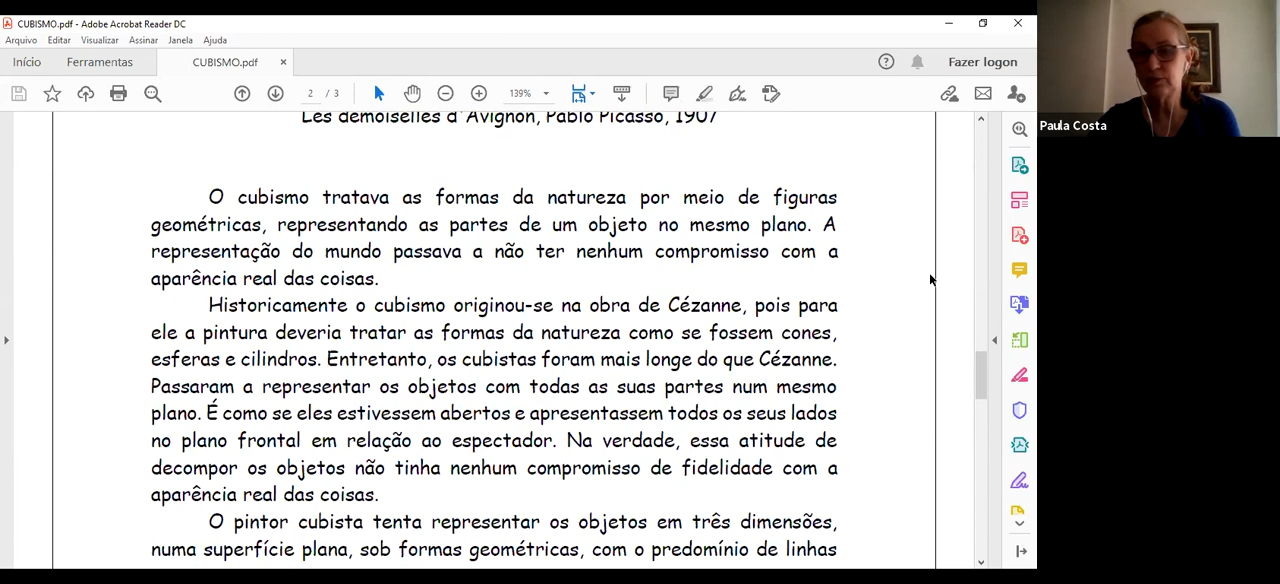 CUBISMO.pdf - Adobe Acrobat Reader DC
Arquivo Editar Visualizar Assinar Janela Ajuda
Início Ferramentas CUBISMO.pdf × Fazer logon
2 / 3 139%
Les demoiselles d'Avignon, Pablo Picasso, 1907
Paula Costa
O cubismo tratava as formas da natureza por meio de figuras
geométricas, representando as partes de um objeto no mesmo plano. A
representação do mundo passava a não ter nenhum compromisso com a
aparência real das coisas.
Historicamente o cubismo originou-se na obra de Cézanne, pois para
ele a pintura deveria tratar as formas da natureza como se fossem cones,
esferas e cilindros. Entretanto, os cubistas foram mais longe do que Cézanne.
Passaram a representar os objetos com todas as suas partes num mesmo
plano. É como se eles estivessem abertos e apresentassem todos os seus lados
no plano frontal em relação ao espectador. Na verdade, essa atitude de
decompor os objetos não tinha nenhum compromisso de fidelidade com a
aparência real das coisas.
O pintor cubista tenta representar os objetos em três dimensões,
numa superfície plana, sob formas geométricas, com o predomínio de linhas